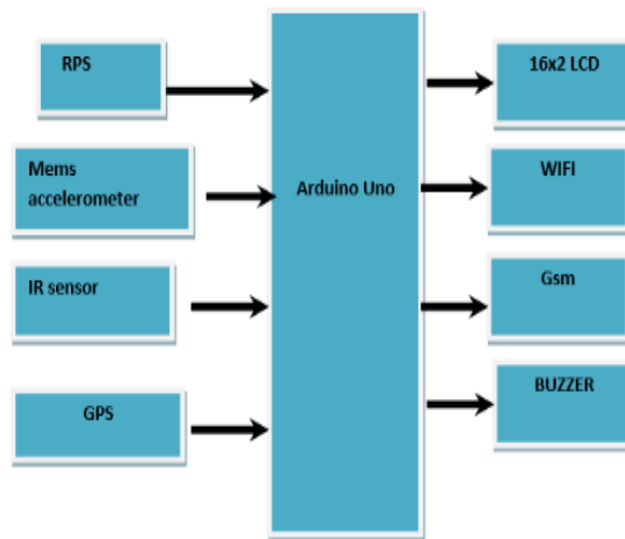 RPS
Mems
accelerometer
IR sensor
GPS
Arduino Uno
16x2 LCD
WIFI
Gsm
BUZZER